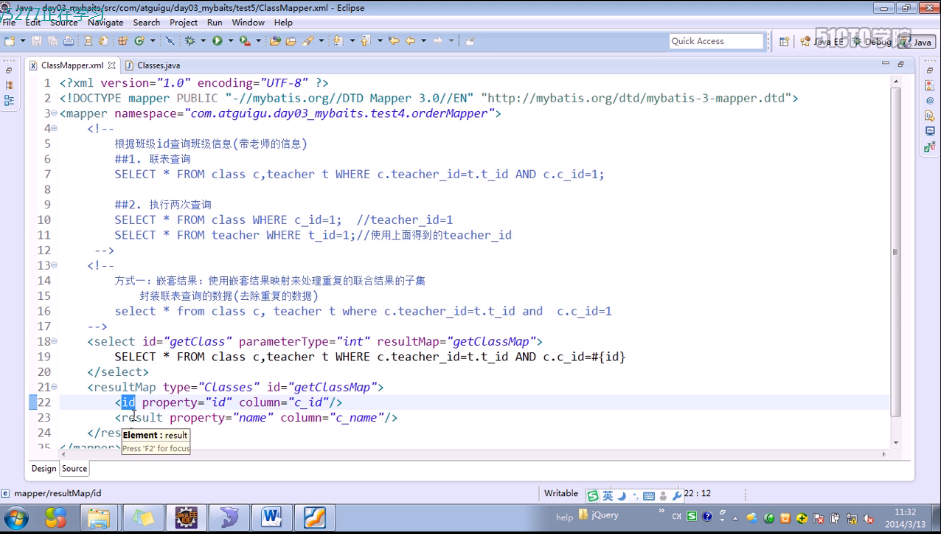 y5277正在学习
Java - day03_mybaits/src/com/atguigu/day03_mybaits/test5/ClassMapper.xml - Eclipse
File Edit Source Navigate Search Project Run Window Help
Quick Access
Java EE
Debug
Java
ClassMapper.xml
Classes.java
1 <?xml version="1.0" encoding="UTF-8" ?>
2 <!DOCTYPE mapper PUBLIC "-//mybatis.org//DTD Mapper 3.0//EN" "http://mybatis.org/dtd/mybatis-3-mapper.dtd">
3 <mapper namespace="com.atguigu.day03_mybaits.test4.orderMapper">
4 <!--
5 根据班级id查询班级信息(带老师的信息)
6 ##1. 联表查询
7 SELECT * FROM class c,teacher t WHERE c.teacher_id=t.t_id AND c.c_id=1;
8
9 ##2. 执行两次查询
10 SELECT * FROM class WHERE c_id=1; //teacher_id=1
11 SELECT * FROM teacher WHERE t_id=1;//使用上面得到的teacher_id
12 -->
13 <!--
14 方式一：嵌套结果：使用嵌套结果映射来处理重复的联合结果的子集
15 封装联表查询的数据(去除重复的数据)
16 select * from class c, teacher t where c.teacher_id=t.t_id and c.c_id=1
17 -->
18 <select id="getClass" parameterType="int" resultMap="getClassMap">
19 SELECT * FROM class c,teacher t WHERE c.teacher_id=t.t_id AND c.c_id=#{id}
20 </select>
21 <resultMap type="Classes" id="getClassMap">
22 <id property="id" column="c_id"/>
23 <result property="name" column="c_name"/>
24 </res
Element : result
Press 'F2' for focus
25 </mapper>
Design Source
mapper/resultMap/id
Writable
英
22 : 12
help
jQuery
CH
11:32
2014/3/13